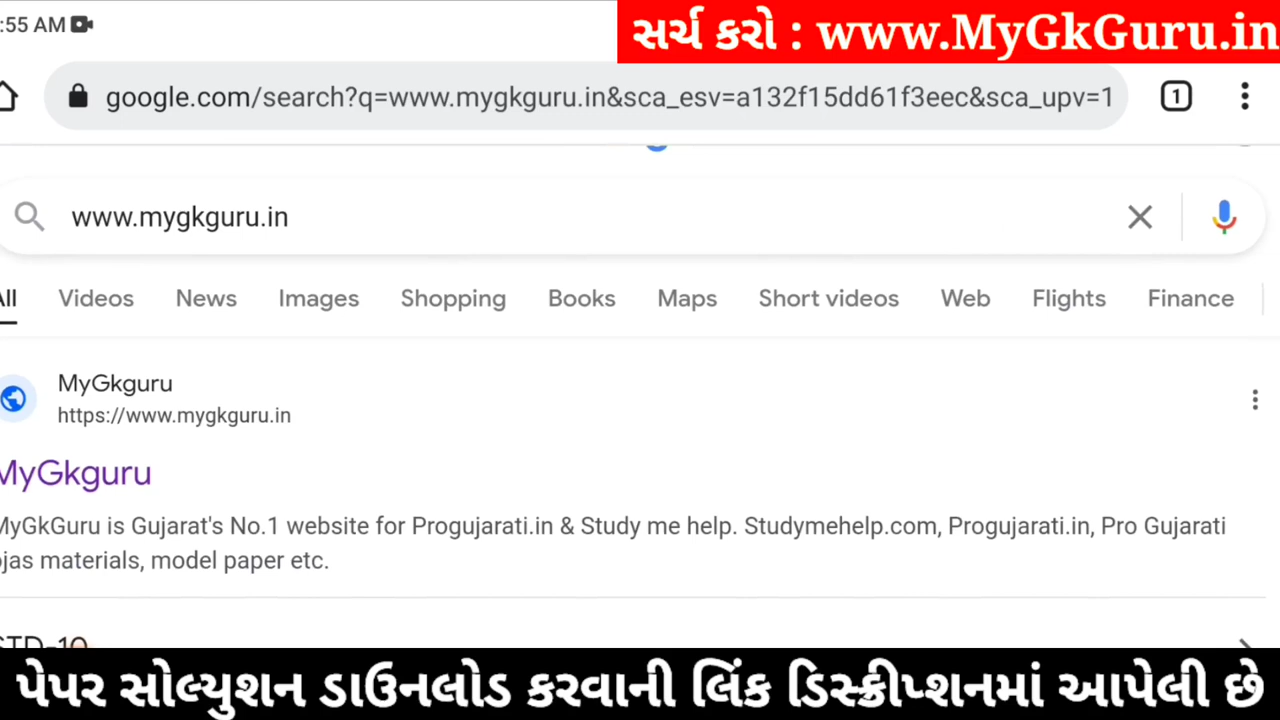 :55 AM
સર્ચ કરો : www.MyGkGuru.in
google.com/search?q=www.mygkguru.in&sca_esv=a132f15dd61f3eec&sca_upv=1
1
www.mygkguru.in
All Videos News Images Shopping Books Maps Short videos Web Flights Finance
MyGkguru
https://www.mygkguru.in
MyGkguru
MyGkGuru is Gujarat's No.1 website for Progujarati.in & Study me help. Studymehelp.com, Progujarati.in, Pro Gujarati
ojas materials, model paper etc.
STD-10
પેપર સોલ્યુશન ડાઉનલોડ કરવાની લિંક ડિસ્ક્રીપ્શનમાં આપેલી છે